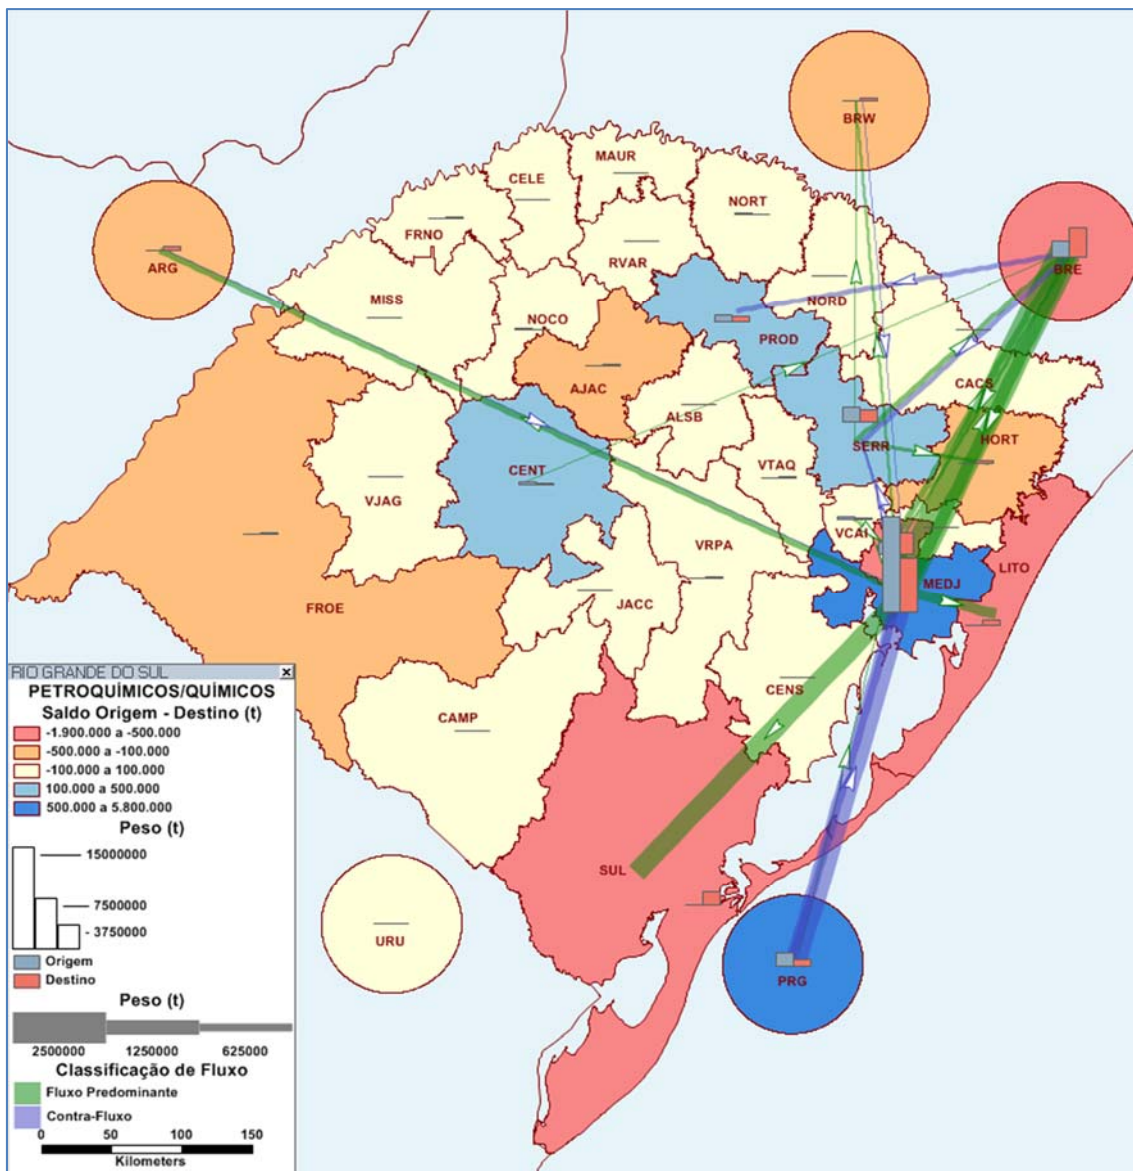 BRW
MAUR
CELE
NORT
FRNO
BRE
ARG
RVAR
MISS
NORD
NOCO
PROD
CACS
AJAC
ALSB
HORT
SERR
CENT
VTAQ
VJAG
VCAI
VRPA
LITO
MEDJ
FROE
JACC
CENS
CAMP
SUL
URU
PRG
RIO GRANDE DO SUL
PETROQUÍMICOS/QUÍMICOS
Saldo Origem - Destino (t)
-1.900.000 a -500.000
-500.000 a -100.000
-100.000 a 100.000
100.000 a 500.000
500.000 a 5.800.000
Peso (t)
15000000
7500000
3750000
Origem
Destino
Peso (t)
2500000 1250000 625000
Classificação de Fluxo
Fluxo Predominante
Contra-Fluxo
0 50 100 150
Kilometers